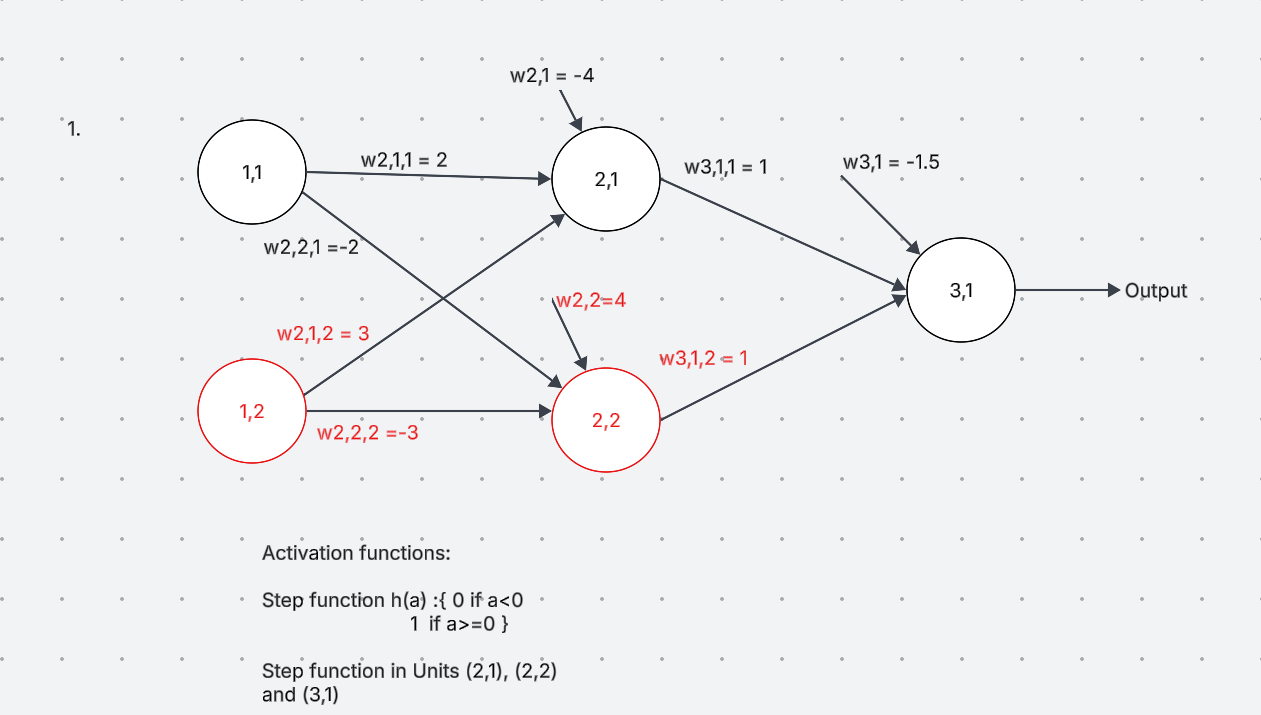 w2,1 = -4
1.
1,1
w2,1,1 = 2
2,1
w3,1,1 = 1
w3,1 = -1.5
w2,2,1 =-2
3,1
Output
w2,2=4
w2,1,2 = 3
w3,1,2 = 1
1,2
2,2
w2,2,2 =-3
Activation functions:
Step function h(a) :{ 0 if a<0
1 if a>=0 }
Step function in Units (2,1), (2,2)
and (3,1)